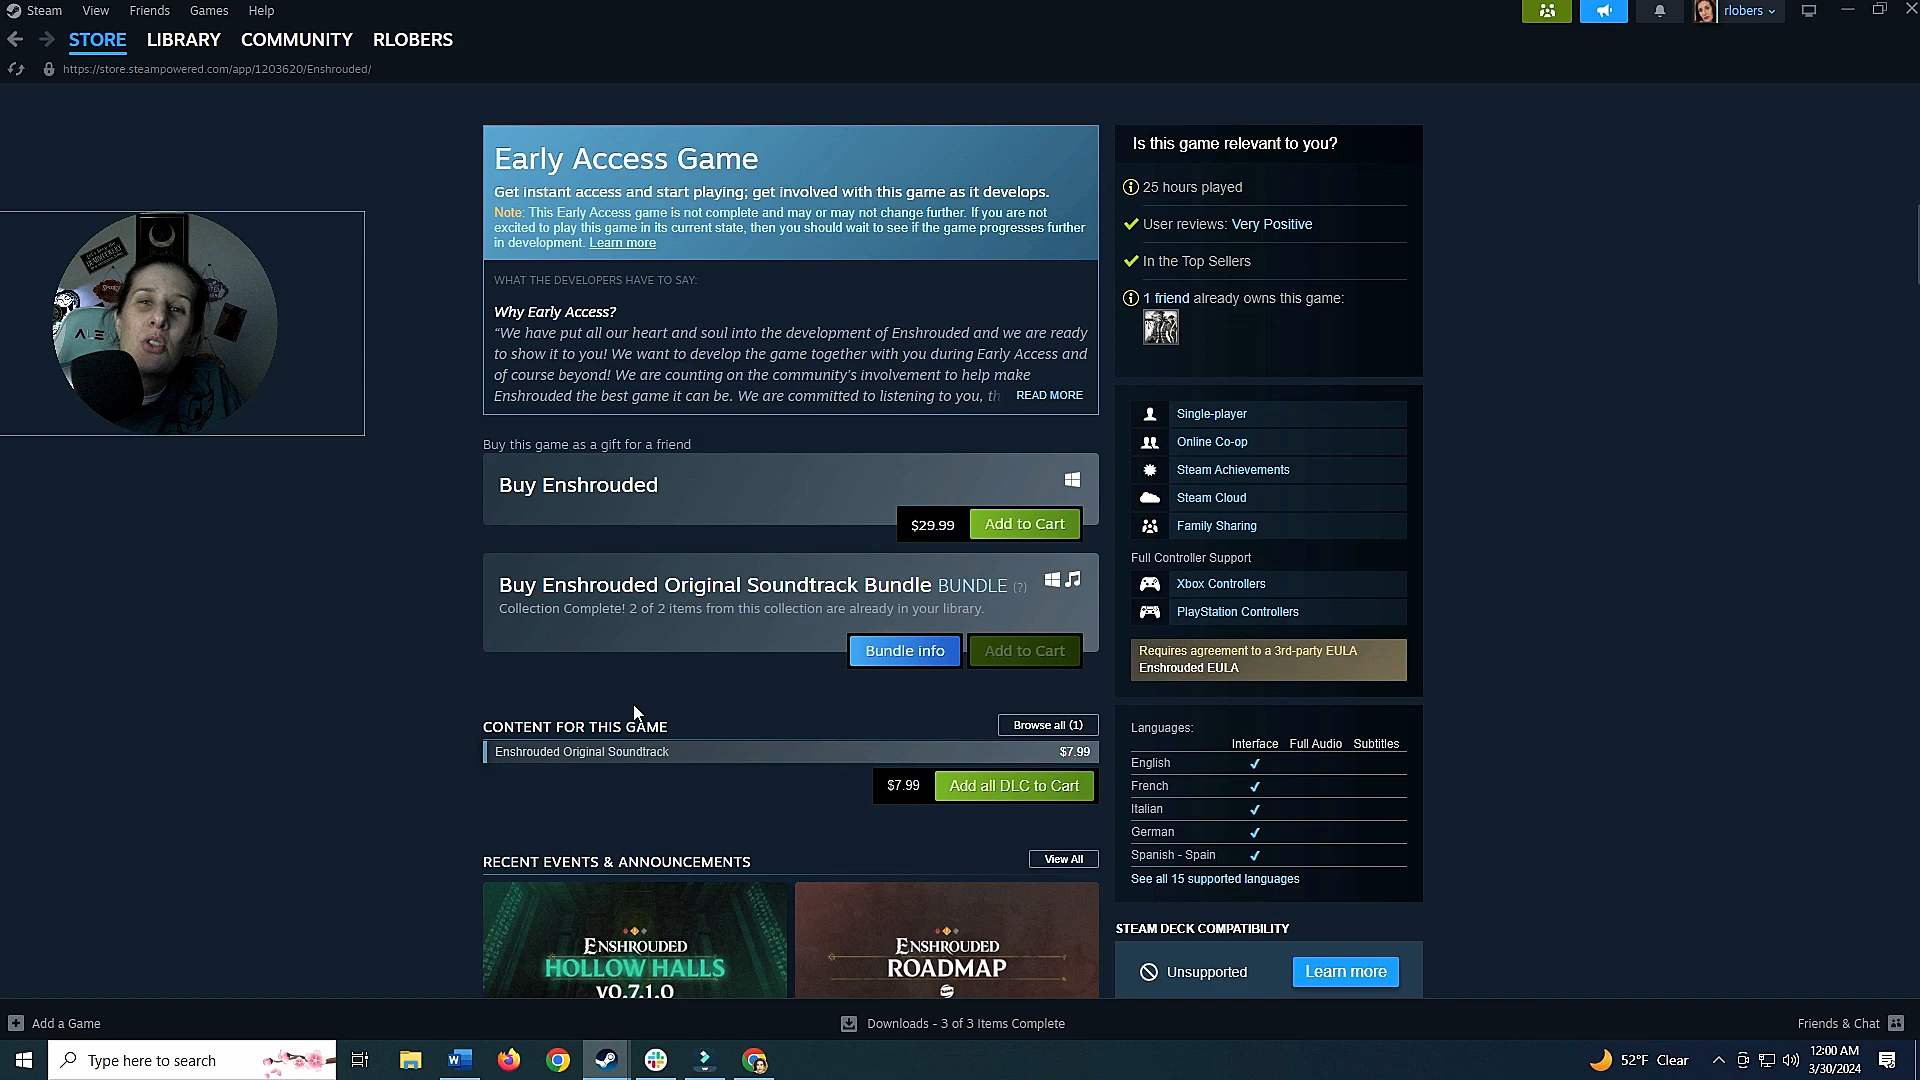 Steam View Friends Games Help
rlobers
STORE LIBRARY COMMUNITY RLOBERS
https://store.steampowered.com/app/1203620/Enshrouded/
Early Access Game
Get instant access and start playing; get involved with this game as it develops.
Note: This Early Access game is not complete and may or may not change further. If you are not
excited to play this game in its current state, then you should wait to see if the game progresses further
in development. Learn more
WHAT THE DEVELOPERS HAVE TO SAY:
Why Early Access?
“We have put all our heart and soul into the development of Enshrouded and we are ready
to show it to you! We want to develop the game together with you during Early Access and
of course beyond! We are counting on the community’s involvement to help make
Enshrouded the best game it can be. We are committed to listening to you, th READ MORE
Buy this game as a gift for a friend
Buy Enshrouded
$29.99 Add to Cart
Buy Enshrouded Original Soundtrack Bundle BUNDLE (?)
Collection Complete! 2 of 2 items from this collection are already in your library.
Bundle info Add to Cart
CONTENT FOR THIS GAME Browse all (1)
Enshrouded Original Soundtrack $7.99
$7.99 Add all DLC to Cart
RECENT EVENTS & ANNOUNCEMENTS View All
ENSHROUDED
HOLLOW HALLS
v0.7.1.0
ENSHROUDED
ROADMAP
Is this game relevant to you?
25 hours played
User reviews: Very Positive
In the Top Sellers
1 friend already owns this game:
Single-player
Online Co-op
Steam Achievements
Steam Cloud
Family Sharing
Full Controller Support
Xbox Controllers
PlayStation Controllers
Requires agreement to a 3rd-party EULA
Enshrouded EULA
Languages:
Interface Full Audio Subtitles
English ✔
French ✔
Italian ✔
German ✔
Spanish - Spain ✔
See all 15 supported languages
STEAM DECK COMPATIBILITY
Unsupported Learn more
Add a Game
Downloads - 3 of 3 Items Complete
Friends & Chat
Type here to search
52°F Clear
12:00 AM
3/30/2024